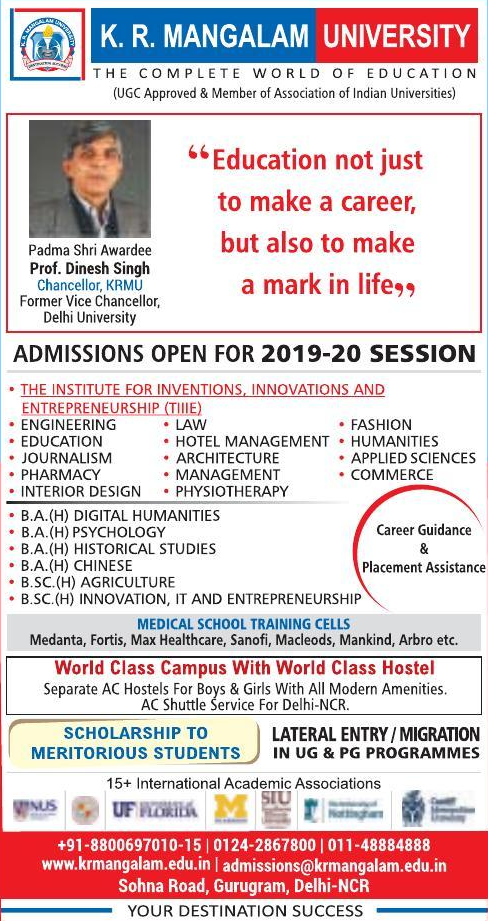 K. R. MANGALAM UNIVERSITY
THE COMPLETE WORLD OF EDUCATION
(UGC Approved & Member of Association of Indian Universities)
Padma Shri Awardee
Prof. Dinesh Singh
Chancellor, KRMU
Former Vice Chancellor,
Delhi University
“Education not just
to make a career,
but also to make
a mark in life„
ADMISSIONS OPEN FOR 2019-20 SESSION
• THE INSTITUTE FOR INVENTIONS, INNOVATIONS AND
ENTREPRENEURSHIP (TIIIE)
• ENGINEERING • LAW • FASHION
• EDUCATION • HOTEL MANAGEMENT • HUMANITIES
• JOURNALISM • ARCHITECTURE • APPLIED SCIENCES
• PHARMACY • MANAGEMENT • COMMERCE
• INTERIOR DESIGN • PHYSIOTHERAPY
• B.A.(H) DIGITAL HUMANITIES
• B.A.(H) PSYCHOLOGY
• B.A.(H) HISTORICAL STUDIES
• B.A.(H) CHINESE
• B.SC.(H) AGRICULTURE
• B.SC.(H) INNOVATION, IT AND ENTREPRENEURSHIP
Career Guidance
&
Placement Assistance
MEDICAL SCHOOL TRAINING CELLS
Medanta, Fortis, Max Healthcare, Sanofi, Macleods, Mankind, Arbro etc.
World Class Campus With World Class Hostel
Separate AC Hostels For Boys & Girls With All Modern Amenities.
AC Shuttle Service For Delhi-NCR.
SCHOLARSHIP TO
MERITORIOUS STUDENTS
LATERAL ENTRY / MIGRATION
IN UG & PG PROGRAMMES
15+ International Academic Associations
NUS
UF
FLORIDA
M
SIU
Nottingham
+91-8800697010-15 | 0124-2867800 | 011-48884888
www.krmangalam.edu.in | admissions@krmangalam.edu.in
Sohna Road, Gurugram, Delhi-NCR
YOUR DESTINATION SUCCESS